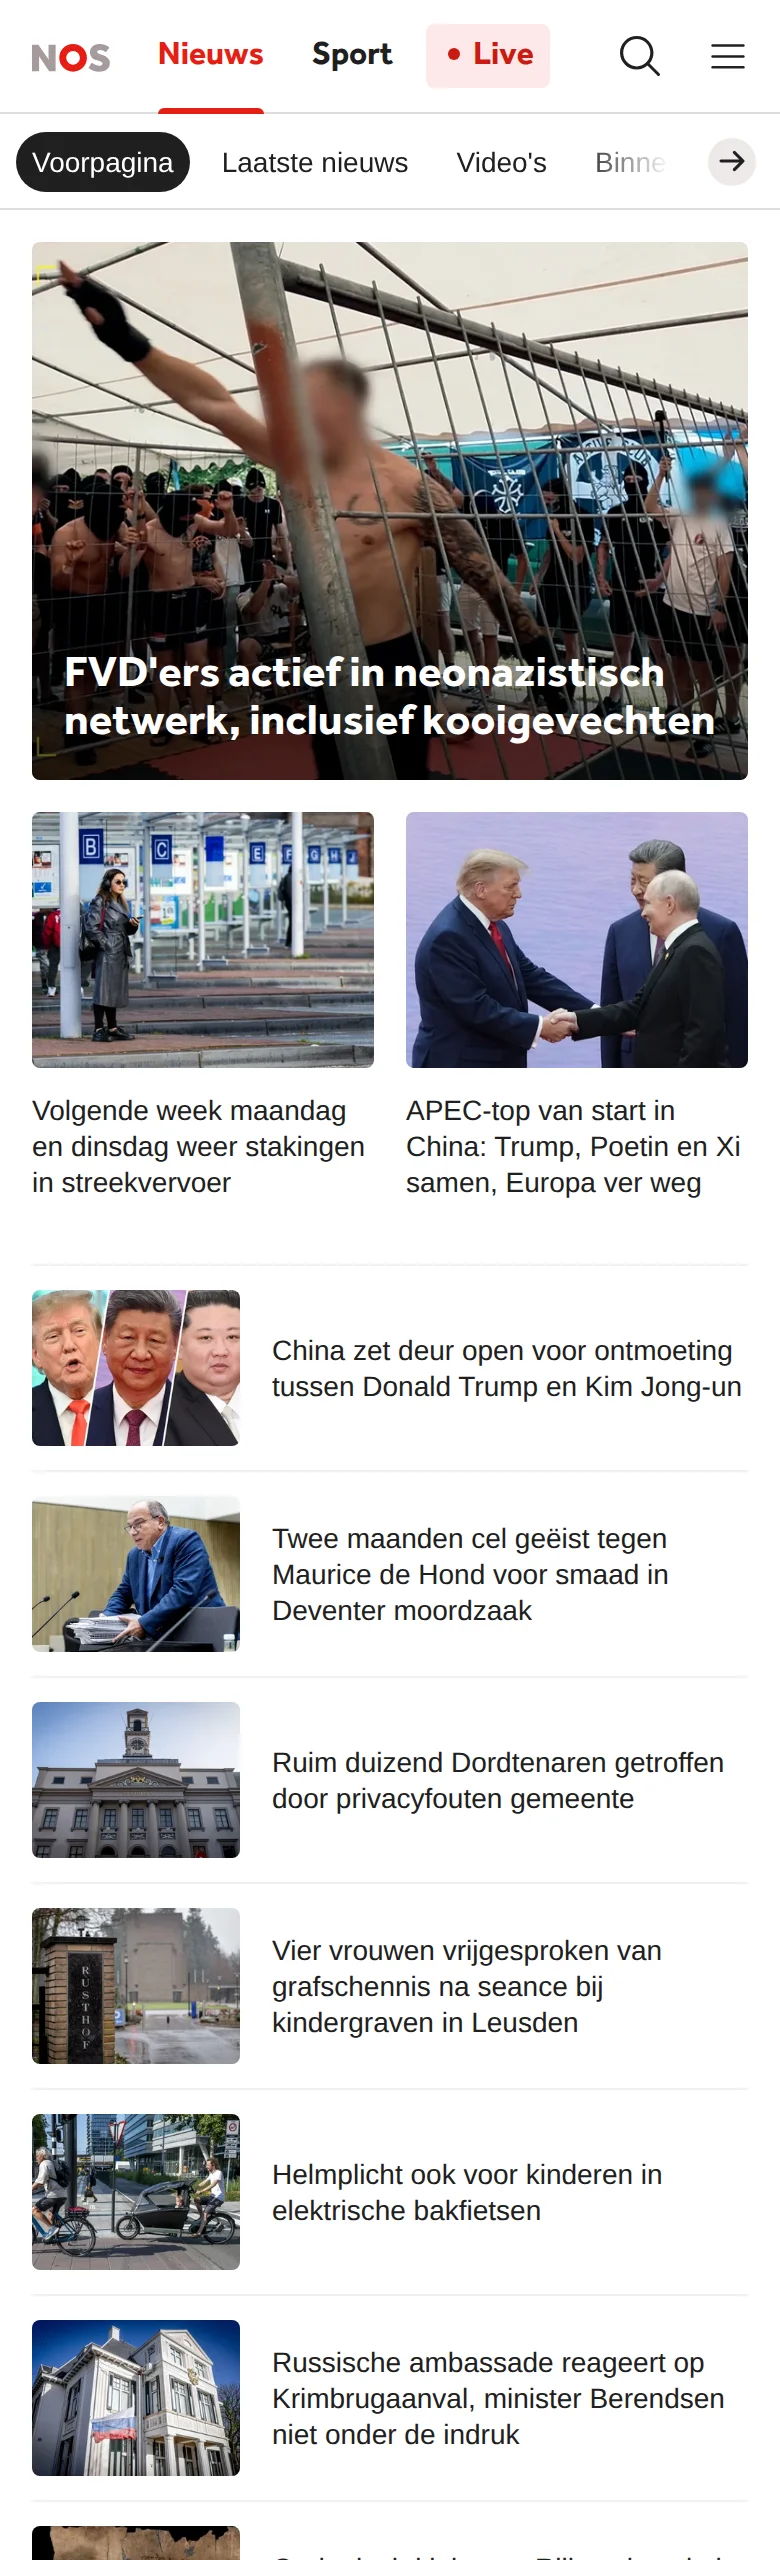 NOS
Nieuws
Sport
Live
Voorpagina
Laatste nieuws
Video's
Binne
FVD'ers actief in neonazistisch
netwerk, inclusief kooigevechten
B
C
E
F
G
H
J
Volgende week maandag
en dinsdag weer stakingen
in streekvervoer
APEC-top van start in
China: Trump, Poetin en Xi
samen, Europa ver weg
China zet deur open voor ontmoeting
tussen Donald Trump en Kim Jong-un
Twee maanden cel geëist tegen
Maurice de Hond voor smaad in
Deventer moordzaak
Ruim duizend Dordtenaren getroffen
door privacyfouten gemeente
RUSTHOF
Vier vrouwen vrijgesproken van
grafschennis na seance bij
kindergraven in Leusden
Helmplicht ook voor kinderen in
elektrische bakfietsen
Russische ambassade reageert op
Krimbrugaanval, minister Berendsen
niet onder de indruk